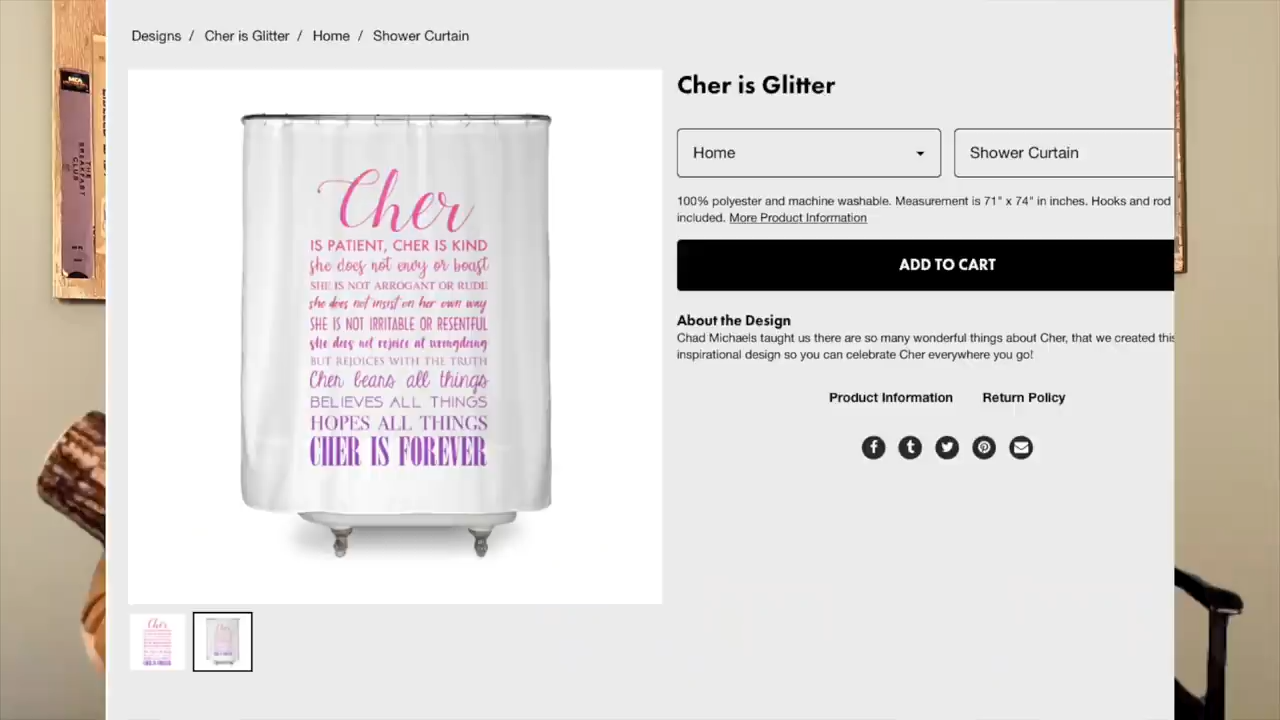 Designs / Cher is Glitter / Home / Shower Curtain
Cher is Glitter
Home
Shower Curtain
100% polyester and machine washable. Measurement is 71" x 74" in inches. Hooks and rod
included. More Product Information
ADD TO CART
About the Design
Chad Michaels taught us there are so many wonderful things about Cher, that we created this
inspirational design so you can celebrate Cher everywhere you go!
Product Information
Return Policy
Cher
IS PATIENT, CHER IS KIND
she does not envy or boast
SHE IS NOT ARROGANT OR RUDE
she does not insist on her own way
SHE IS NOT IRRITABLE OR RESENTFUL
she does not rejoice at wrongdoing
BUT REJOICES WITH THE TRUTH
Cher bears all things
BELIEVES ALL THINGS
HOPES ALL THINGS
CHER IS FOREVER
MCA
THE
BREAKFAST
CLUB